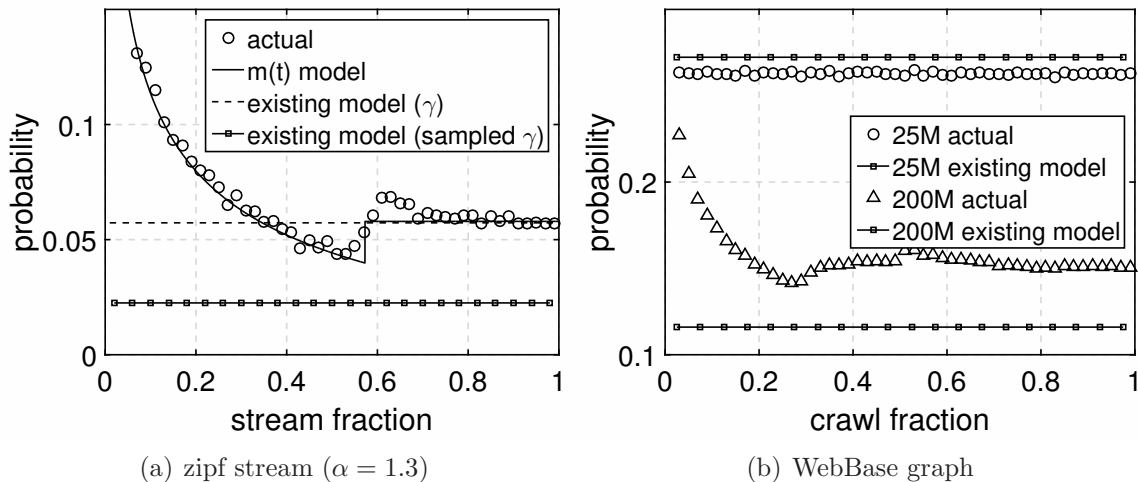 0.1
0.05
0
0 0.2 0.4 0.6 0.8 1
probability
stream fraction
actual
m(t) model
existing model (γ)
existing model (sampled γ)
(a) zipf stream (α = 1.3)
0.2
0.1
0 0.2 0.4 0.6 0.8 1
probability
crawl fraction
25M actual
25M existing model
200M actual
200M existing model
(b) WebBase graph